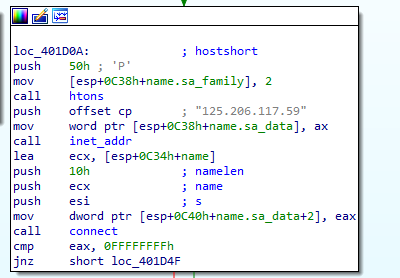 loc_401D0A: ; hostshort
push 50h ; 'P'
mov [esp+0C38h+name.sa_family], 2
call htons
push offset cp ; "125.206.117.59"
mov word ptr [esp+0C38h+name.sa_data], ax
call inet_addr
lea ecx, [esp+0C34h+name]
push 10h ; namelen
push ecx ; name
push esi ; s
mov dword ptr [esp+0C40h+name.sa_data+2], eax
call connect
cmp eax, 0FFFFFFFFh
jnz short loc_401D4F